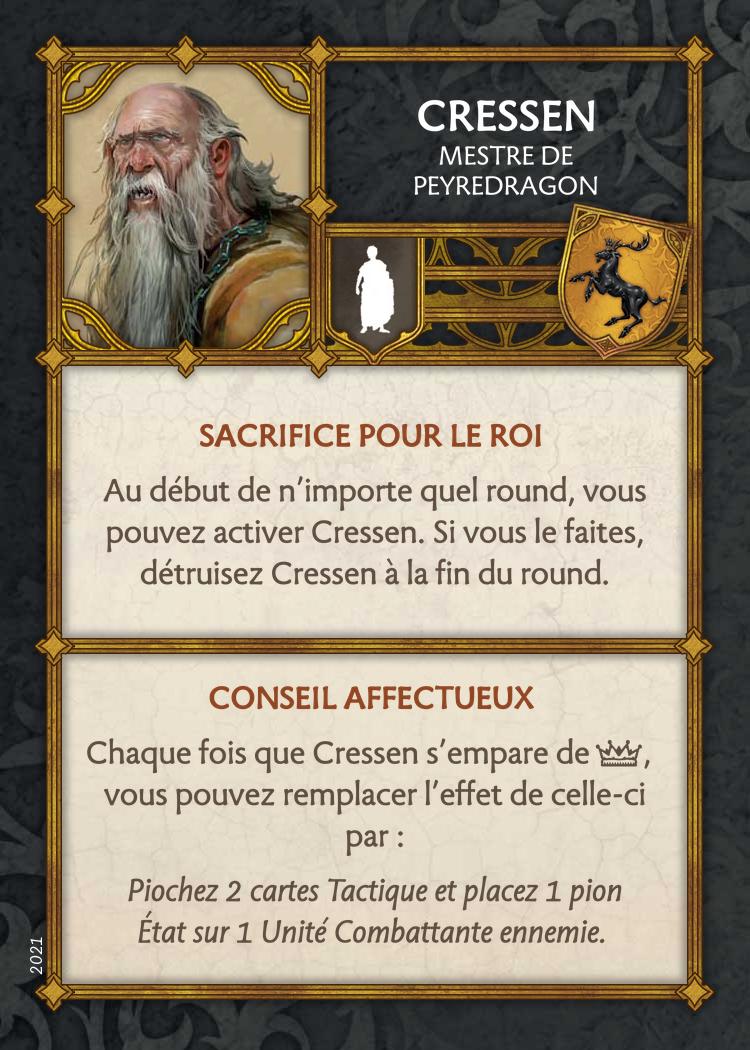 CRESSEN
MESTRE DE
PEYREDRAGON
SACRIFICE POUR LE ROI
Au début de n'importe quel round, vous
pouvez activer Cressen. Si vous le faites,
détruisez Cressen à la fin du round.
CONSEIL AFFECTUEUX
Chaque fois que Cressen s'empare de ,
vous pouvez remplacer l'effet de celle-ci
par :
Piochez 2 cartes Tactique et placez 1 pion
État sur 1 Unité Combattante ennemie.
2021